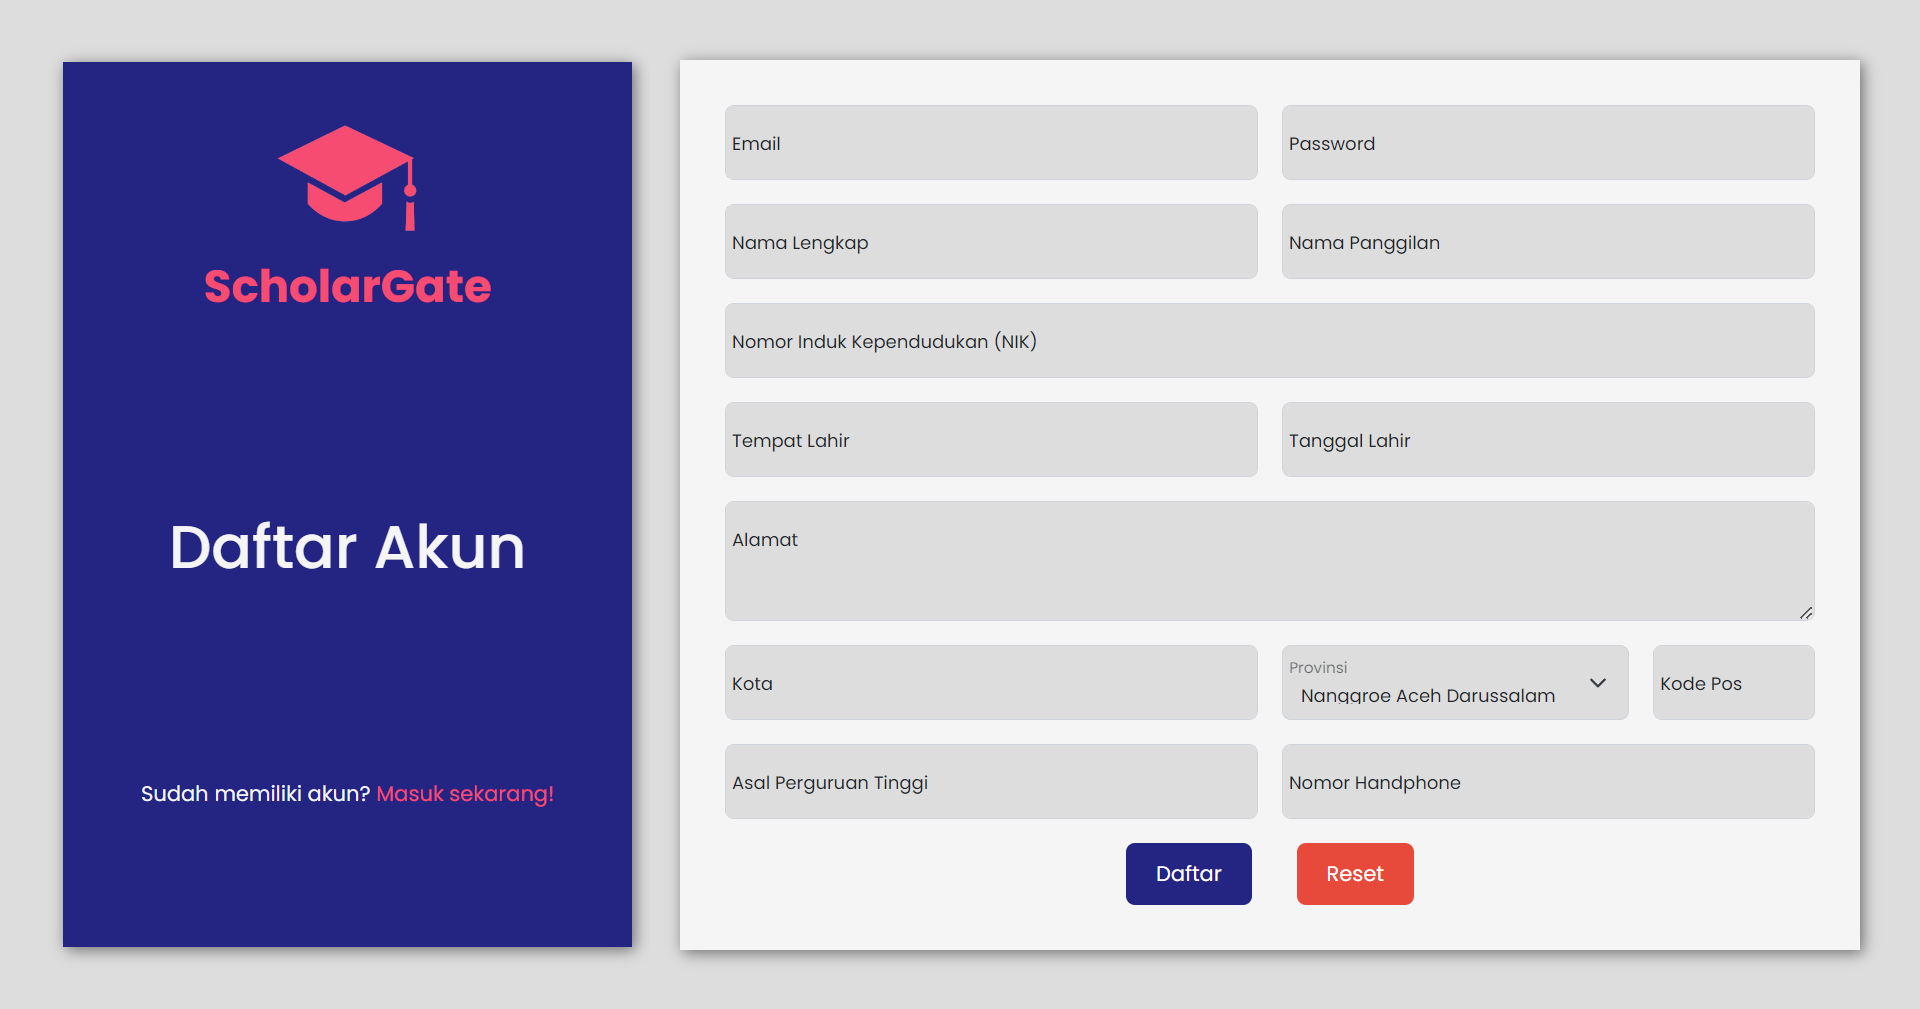 ScholarGate
Daftar Akun
Sudah memiliki akun? Masuk sekarang!
Email
Password
Nama Lengkap
Nama Panggilan
Nomor Induk Kependudukan (NIK)
Tempat Lahir
Tanggal Lahir
Alamat
Kota
Provinsi
Nanggroe Aceh Darussalam
Kode Pos
Asal Perguruan Tinggi
Nomor Handphone
Daftar
Reset